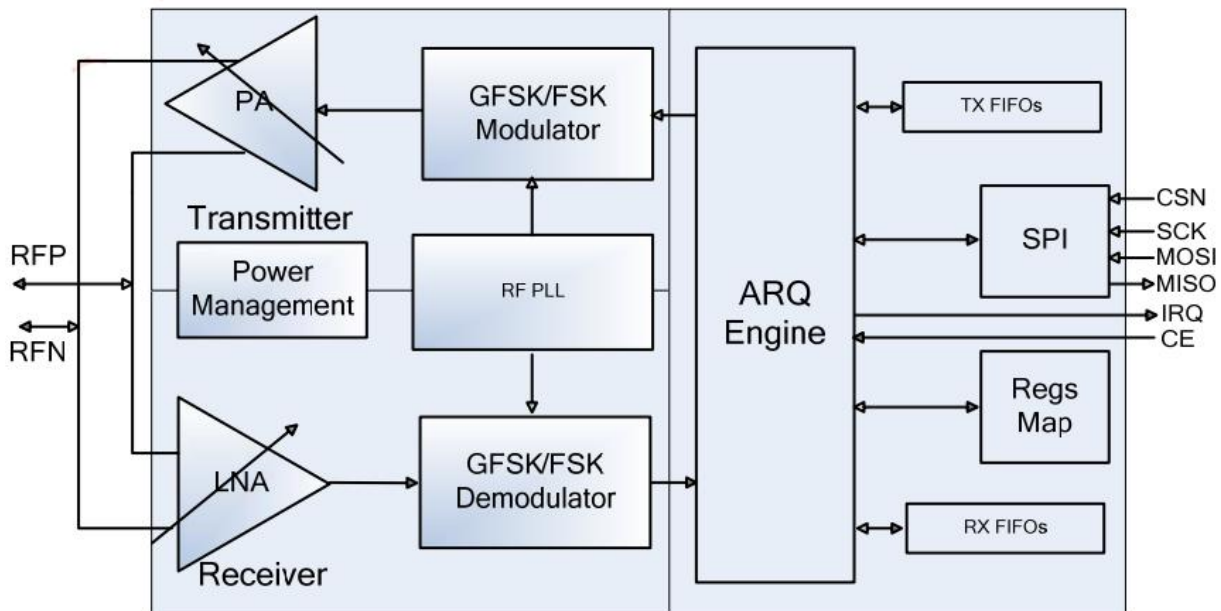 PA
GFSK/FSK
Modulator
Transmitter
RFP
RFN
Power
Management
RF PLL
LNA
Receiver
GFSK/FSK
Demodulator
ARQ
Engine
TX FIFOs
SPI
CSN
SCK
MOSI
MISO
IRQ
CE
Regs
Map
RX FIFOs